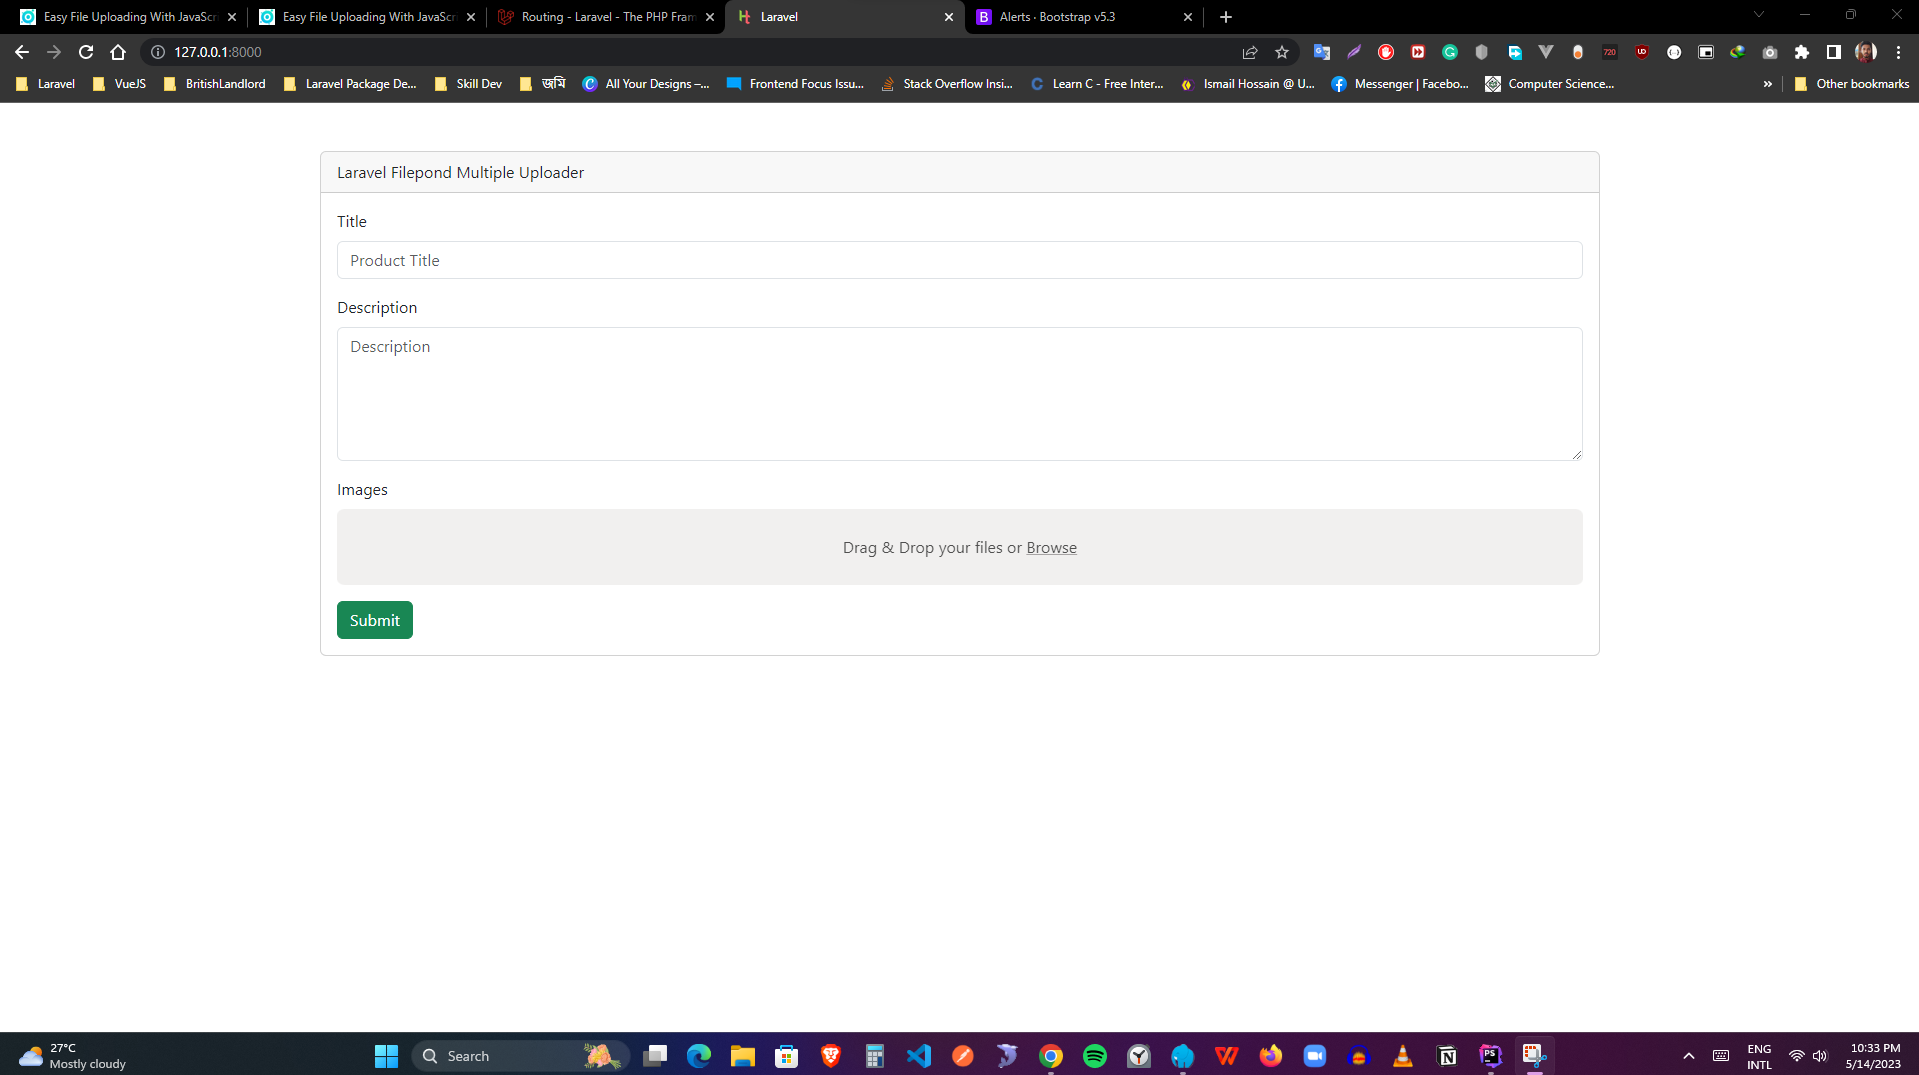 Easy File Uploading With JavaScr
Easy File Uploading With JavaScr
Routing - Laravel - The PHP Fram
Laravel
Alerts · Bootstrap v5.3
127.0.0.1:8000
720
Laravel
VueJS
BritishLandlord
Laravel Package De...
Skill Dev
জমি
All Your Designs –...
Frontend Focus Issu...
Stack Overflow Insi...
Learn C - Free Inter...
Ismail Hossain @ U...
Messenger | Facebo...
Computer Science...
Other bookmarks
Laravel Filepond Multiple Uploader
Title
Product Title
Description
Description
Images
Drag & Drop your files or Browse
Submit
27°C
Mostly cloudy
Search
ENG
INTL
10:33 PM
5/14/2023